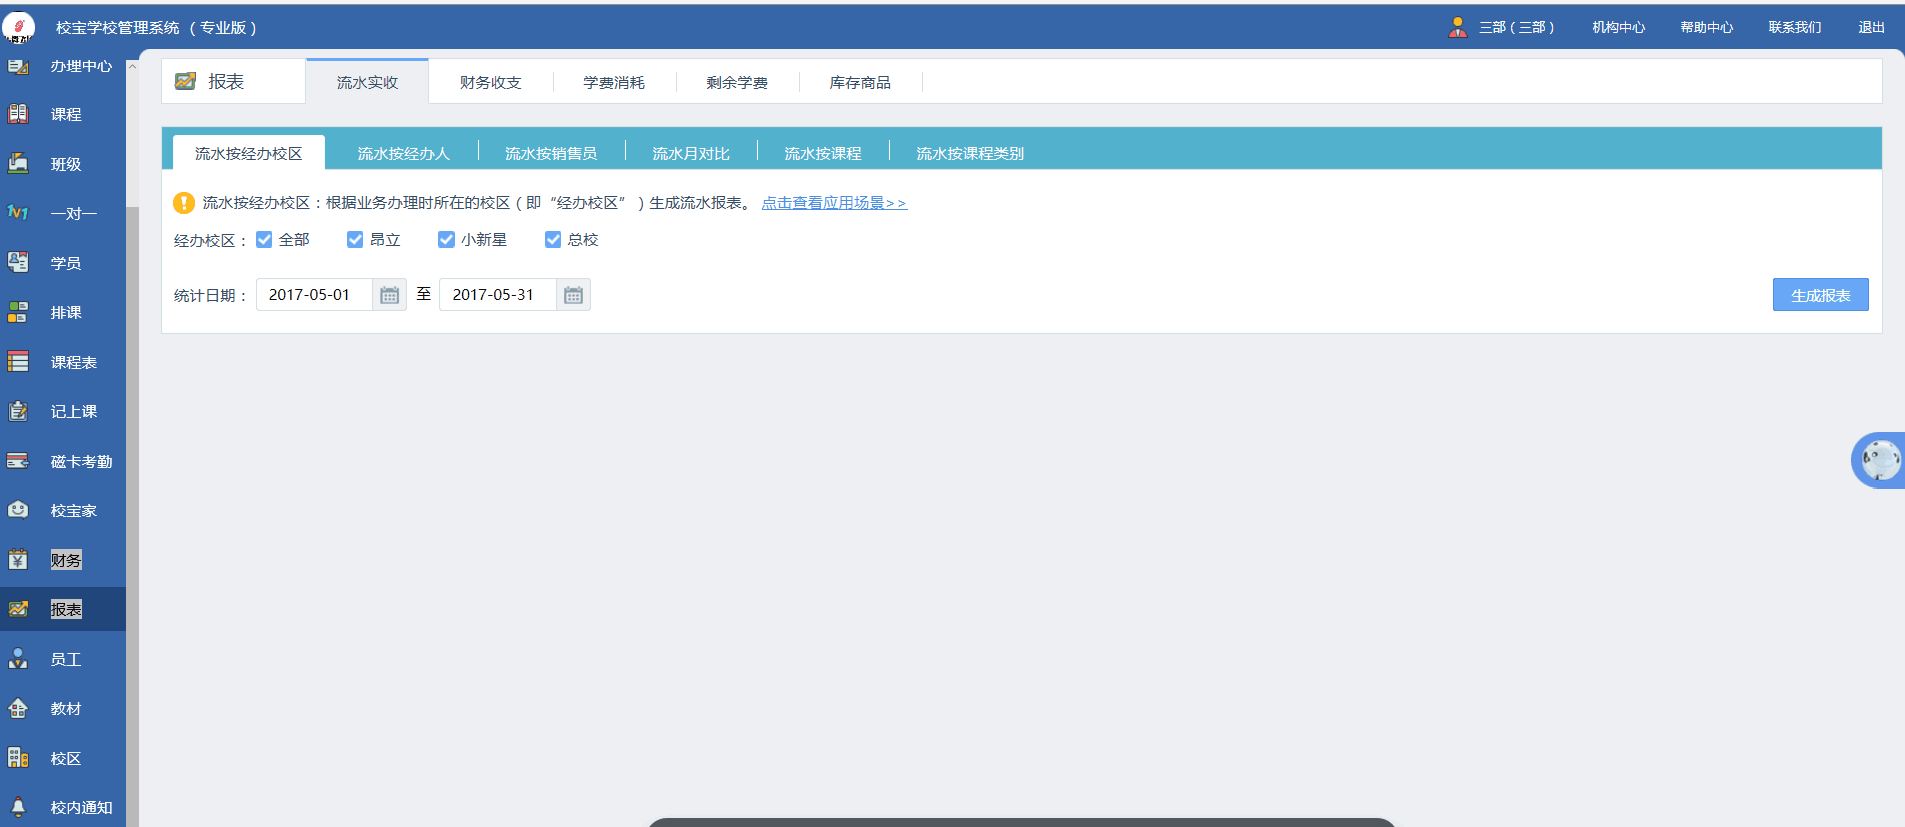 校宝学校管理系统（专业版）
三部（三部） 机构中心 帮助中心 联系我们 退出
办理中心
课程
班级
1V1 一对一
学员
排课
课程表
记上课
磁卡考勤
校宝家
财务
报表
员工
教材
校区
校内通知
报表 流水实收 财务收支 学费消耗 剩余学费 库存商品
流水按经办校区 流水按经办人 流水按销售员 流水月对比 流水按课程 流水按课程类别
流水按经办校区：根据业务办理时所在的校区（即“经办校区”）生成流水报表。 点击查看应用场景>>
经办校区： 全部 昂立 小新星 总校
统计日期： 2017-05-01 至 2017-05-31 生成报表